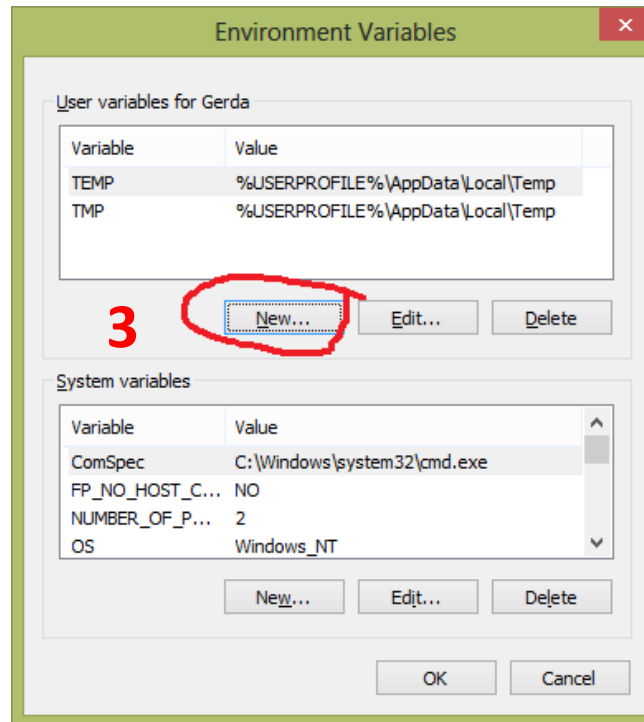 Environment Variables
x
User variables for Gerda
Variable Value
TEMP %USERPROFILE%\AppData\Local\Temp
TMP %USERPROFILE%\AppData\Local\Temp
3
New... Edit... Delete
System variables
Variable Value
ComSpec C:\Windows\system32\cmd.exe
FP_NO_HOST_C... NO
NUMBER_OF_P... 2
OS Windows_NT
New... Edit... Delete
OK Cancel